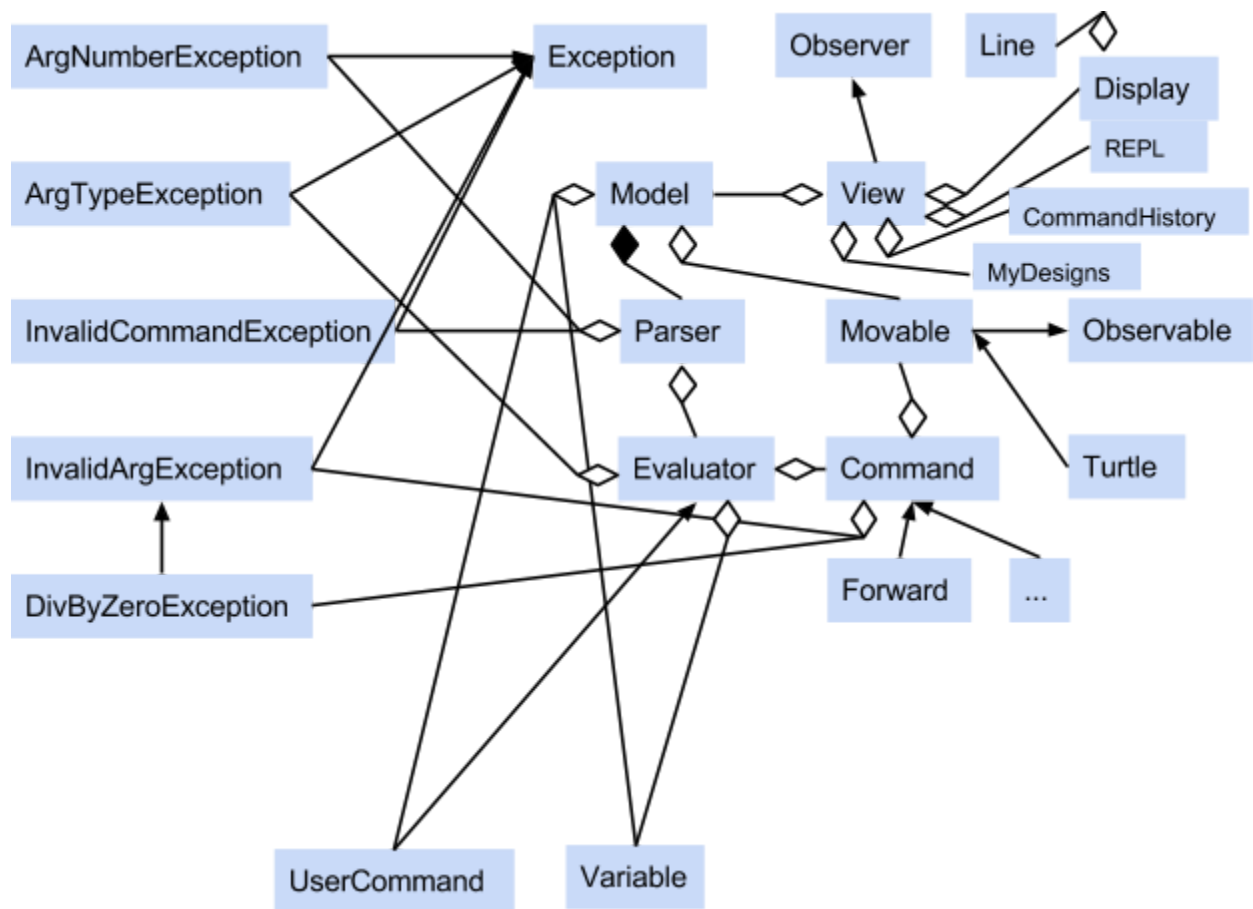 ArgNumberException
Exception
Observer
Line
Display
REPL
ArgTypeException
Model
View
CommandHistory
MyDesigns
InvalidCommandException
Parser
Movable
Observable
InvalidArgException
Evaluator
Command
Turtle
DivByZeroException
Forward
...
UserCommand
Variable